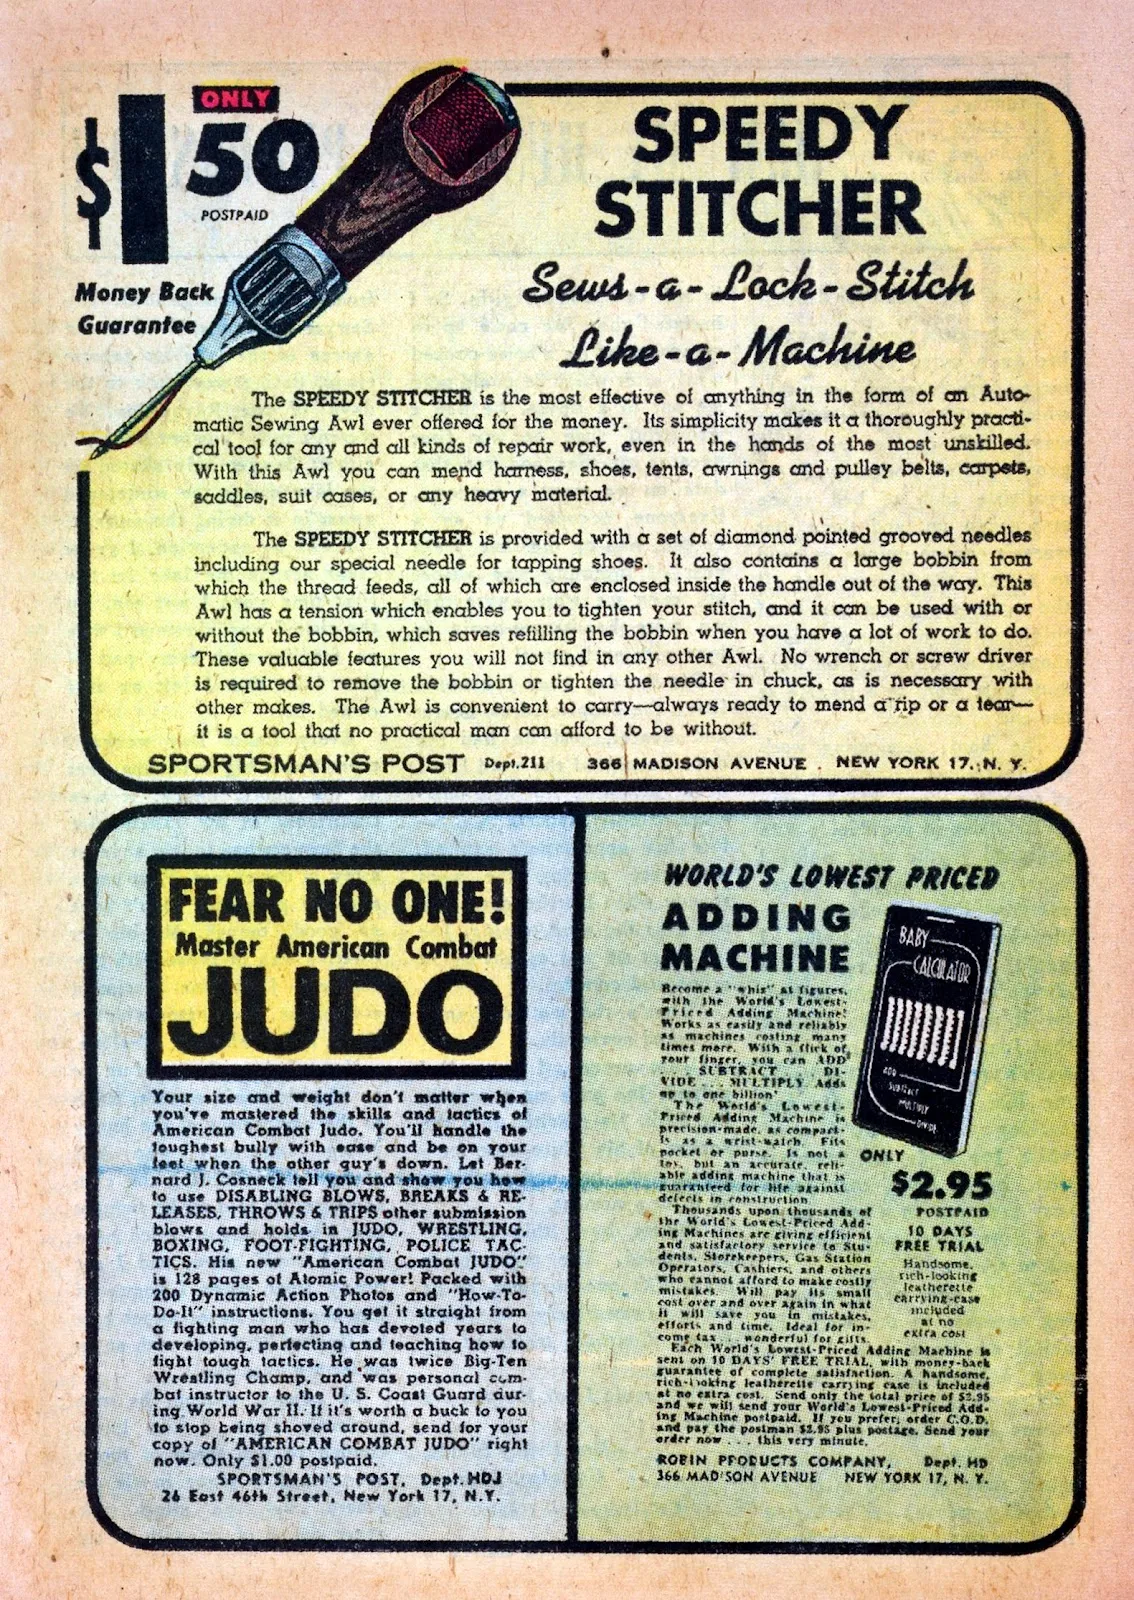 ONLY
$1 50
POSTPAID
Money Back
Guarantee
SPEEDY
STITCHER
Sews-a-Lock-Stitch
Like-a-Machine
The SPEEDY STITCHER is the most effective of anything in the form of an Auto-
matic Sewing Awl ever offered for the money. Its simplicity makes it a thoroughly practi-
cal tool for any and all kinds of repair work, even in the hands of the most unskilled.
With this Awl you can mend harness, shoes, tents, awnings and pulley belts, carpets,
saddles, suit cases, or any heavy material.
The SPEEDY STITCHER is provided with a set of diamond pointed grooved needles
including our special needle for tapping shoes. It also contains a large bobbin from
which the thread feeds, all of which are enclosed inside the handle out of the way. This
Awl has a tension which enables you to tighten your stitch, and it can be used with or
without the bobbin, which saves refilling the bobbin when you have a lot of work to do.
These valuable features you will not find in any other Awl. No wrench or screw driver
is required to remove the bobbin or tighten the needle in chuck, as is necessary with
other makes. The Awl is convenient to carry—always ready to mend a rip or a tear—
it is a tool that no practical man can afford to be without.
SPORTSMAN'S POST Dept. 211 366 MADISON AVENUE . NEW YORK 17, N. Y.
FEAR NO ONE!
Master American Combat
JUDO
Your size and weight don't matter when
you've mastered the skills and tactics of
American Combat Judo. You'll handle the
toughest bully with ease and be on your
feet when the other guy's down. Let Ber-
nard J. Cosneck tell you and show you how
to use DISABLING BLOWS, BREAKS & RE-
LEASES, THROWS & TRIPS other submission
blows and holds in JUDO, WRESTLING,
BOXING, FOOT-FIGHTING, POLICE TAC-
TICS. His new "American Combat JUDO"
is 128 pages of Atomic Power! Packed with
200 Dynamic Action Photos and "How-To-
Do-It" instructions. You get it straight from
a fighting man who has devoted years to
developing, perfecting and teaching how to
fight tough tactics. He was twice Big-Ten
Wrestling Champ, and was personal com-
bat instructor to the U. S. Coast Guard dur-
ing World War II. If it's worth a buck to you
to stop being shoved around, send for your
copy of "AMERICAN COMBAT JUDO" right
now. Only $1.00 postpaid.
SPORTSMAN'S POST, Dept. HDJ
26 East 46th Street, New York 17, N.Y.
WORLD'S LOWEST PRICED
ADDING
MACHINE
BABY
CALCULATOR
ADD
SUBTRACT
MULTIPLY
DIVIDE
Become a "whiz" at figures,
with the World's Lowest-
Priced Adding Machine!
Works as easily and reliably
as machines costing many
times more. With a flick of
your finger, you can ADD
... SUBTRACT ... DI-
VIDE ... MULTIPLY Adds
up to one billion'
The World's Lowest-
Priced Adding Machine is
precision-made, as compact-
ly as a wrist-watch. Fits
pocket or purse. Is not a
toy, but an accurate, reli-
able adding machine that is
guaranteed for life against
defects in construction.
Thousands upon thousands of
the World's Lowest-Priced Add-
ing Machines are giving efficient
and satisfactory service to Stu-
dents, Storekeepers, Gas Station
Operators, Cashiers, and others
who cannot afford to make costly
mistakes. Will pay its small
cost over and over again in what
it will save you in mistakes,
efforts and time. Ideal for in-
come tax ... wonderful for gifts.
ONLY
$2.95
POSTPAID
10 DAYS
FREE TRIAL
Handsome,
rich-looking
leatherette
carrying-case
included
at no
extra cost
Each World's Lowest-Priced Adding Machine is
sent on 10 DAYS' FREE TRIAL, with money-back
guarantee of complete satisfaction. A handsome,
rich-looking leatherette carrying case is included
at no extra cost. Send only the total price of $2.95
and we will send your World's Lowest-Priced Add-
ing Machine postpaid. If you prefer, order C.O.D.
and pay the postman $2.95 plus postage. Send your
order now ... this very minute.
ROBIN PRODUCTS COMPANY, Dept. HD
366 MADISON AVENUE NEW YORK 17, N. Y.